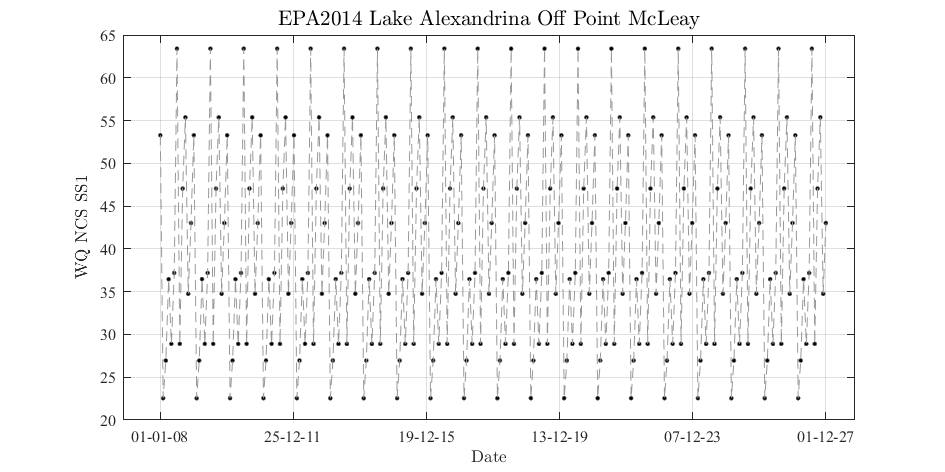 EPA2014 Lake Alexandrina Off Point McLeay
65
60
55
50
45
40
35
30
25
20
WQ NCS SS1
01-01-08 25-12-11 19-12-15 13-12-19 07-12-23 01-12-27
Date